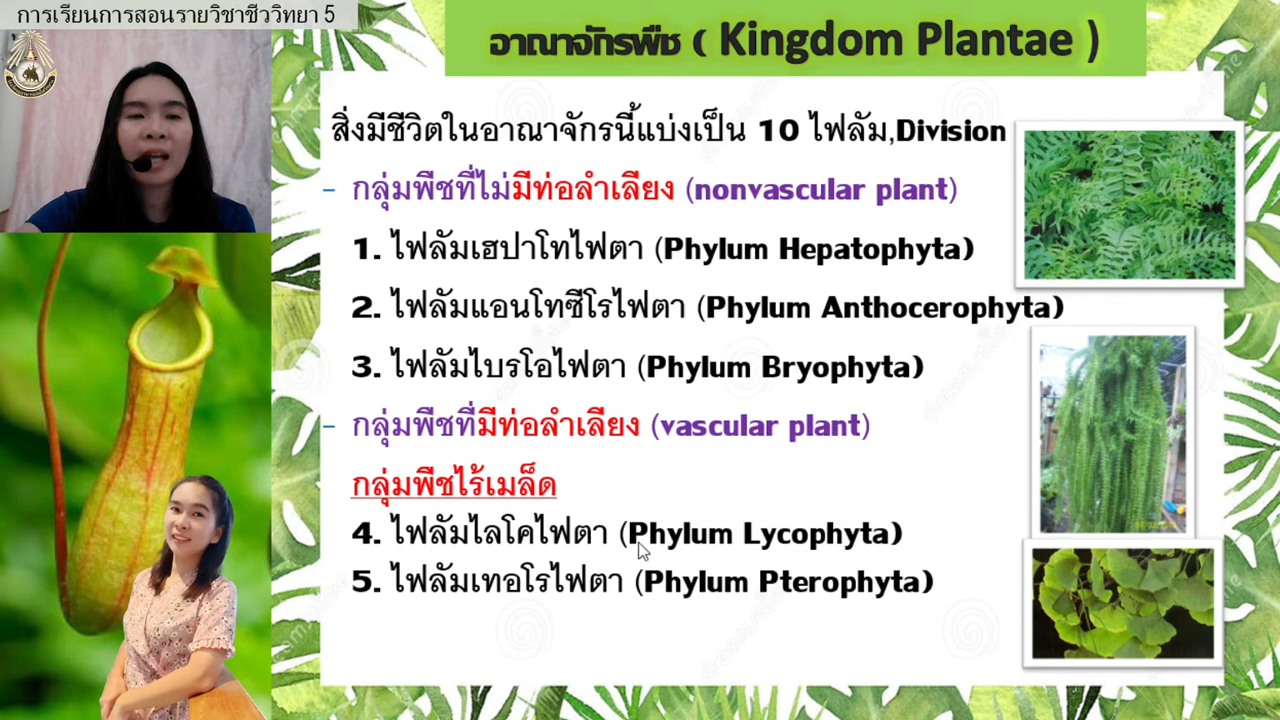 การเรียนการสอนรายวิชาชีววิทยา 5
อาณาจักรพืช ( Kingdom Plantae )
สิ่งมีชีวิตในอาณาจักรนี้แบ่งเป็น 10 ไฟลัม,Division
- กลุ่มพืชที่ไม่มีท่อลำเลียง (nonvascular plant)
1. ไฟลัมเฮปาโทไฟตา (Phylum Hepatophyta)
2. ไฟลัมแอนโทซีโรไฟตา (Phylum Anthocerophyta)
3. ไฟลัมไบรโอไฟตา (Phylum Bryophyta)
- กลุ่มพืชที่มีท่อลำเลียง (vascular plant)
กลุ่มพืชไร้เมล็ด
4. ไฟลัมไลโคไฟตา (Phylum Lycophyta)
5. ไฟลัมเทอโรไฟตา (Phylum Pterophyta)